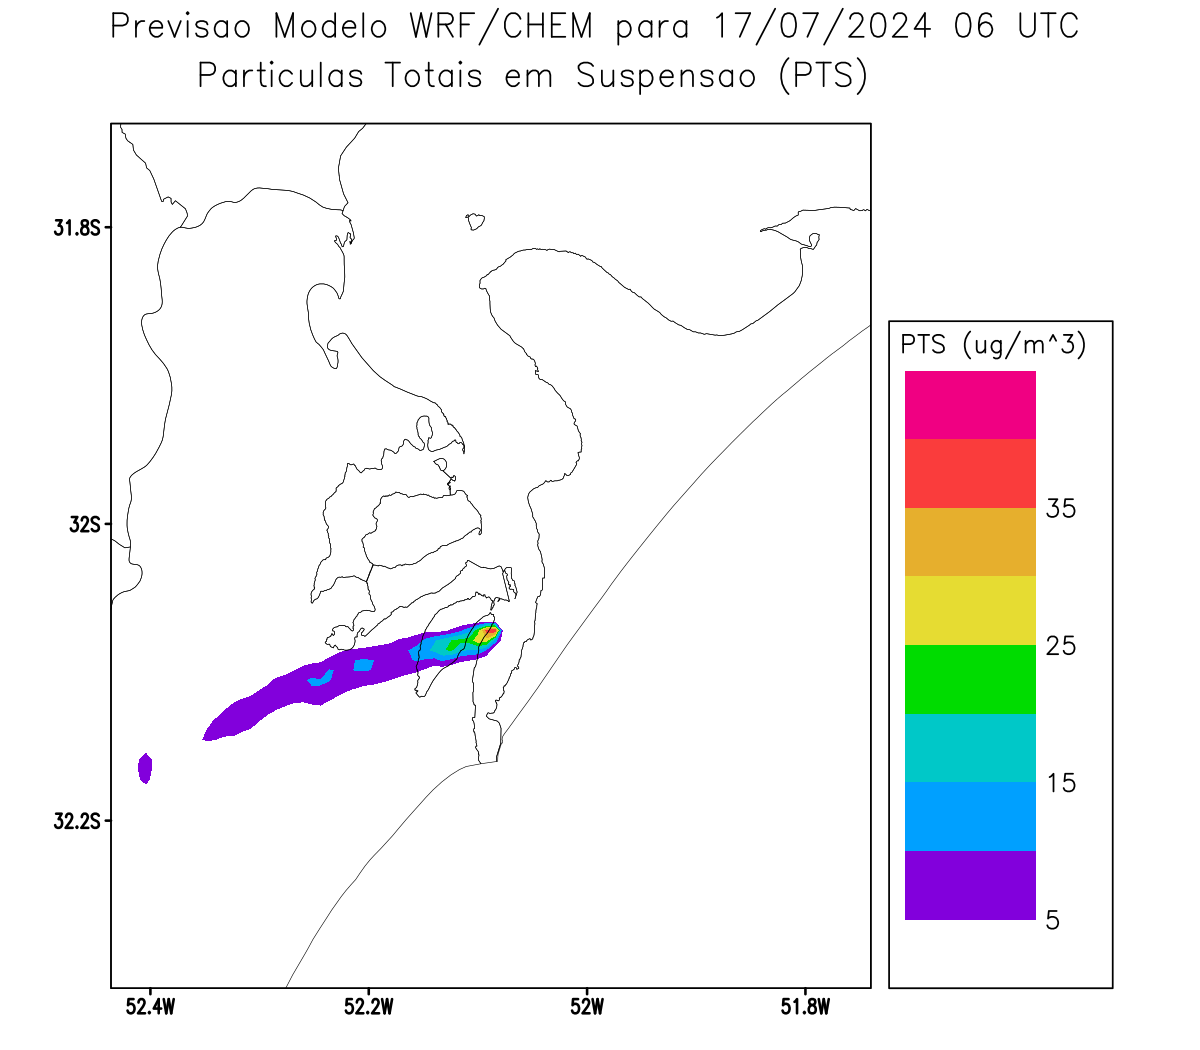 Previsao Modelo WRF/CHEM para 17/07/2024 06 UTC
Particulas Totais em Suspensao (PTS)
31.8S
32S
32.2S
52.4W
52.2W
52W
51.8W
PTS (ug/m^3)
35
25
15
5